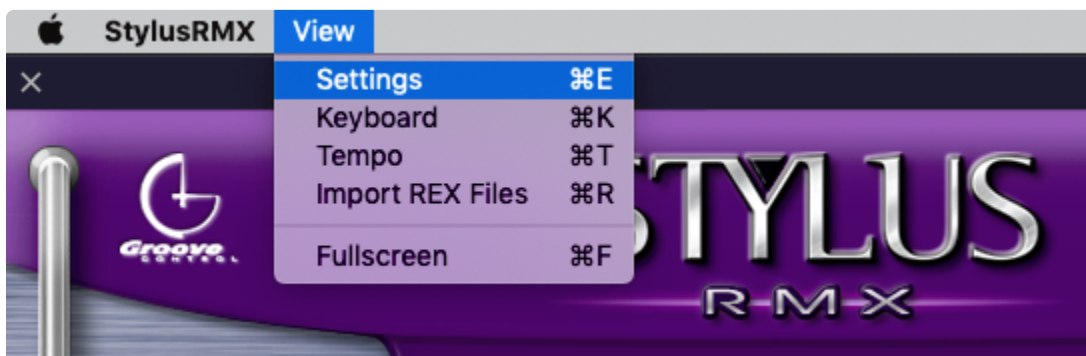 StylusRMX View
Settings ⌘E
Keyboard ⌘K
Tempo ⌘T
Import REX Files ⌘R
Fullscreen ⌘F
Groove
CONTROL
STYLUS
RMX